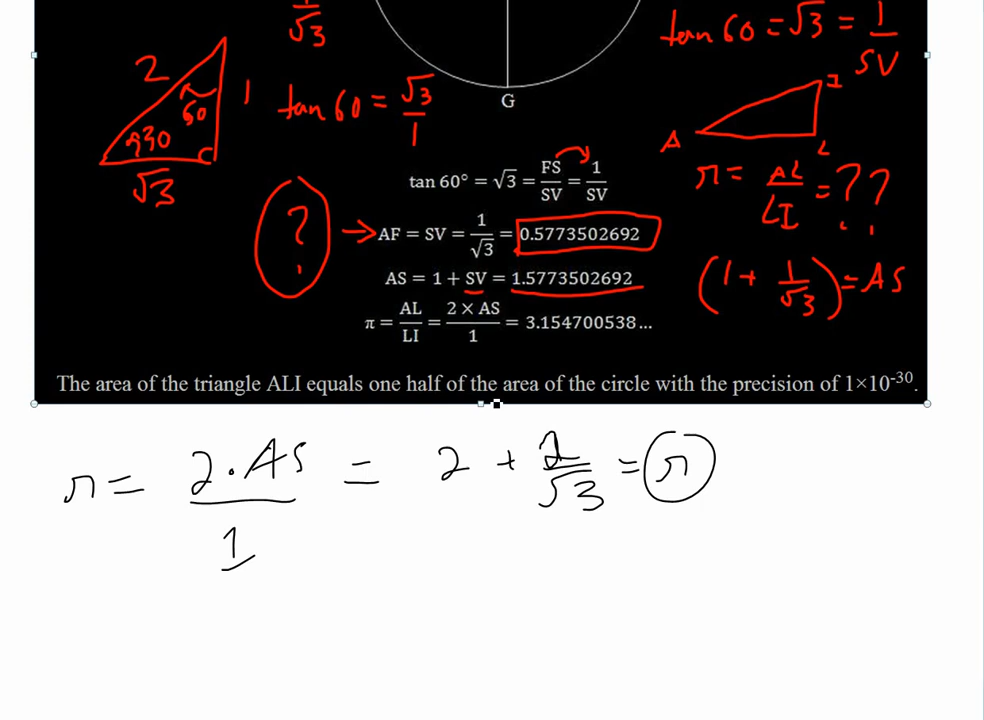 1
√3
tan 60 = √3 = 1
SV
2
1
60
30
√3
tan 60 = √3
1
G
A
I
L
π = AL = ??
LI
tan 60° = √3 = FS = 1
SV SV
? → AF = SV = 1 = 0.5773502692
√3
AS = 1 + SV = 1.5773502692
(1 + 1 ) = AS
√3
π = AL = 2 × AS = 3.154700538...
LI 1
The area of the triangle ALI equals one half of the area of the circle with the precision of 1×10⁻³⁰.
π = 2·AS = 2 + 2 = π
1 √3